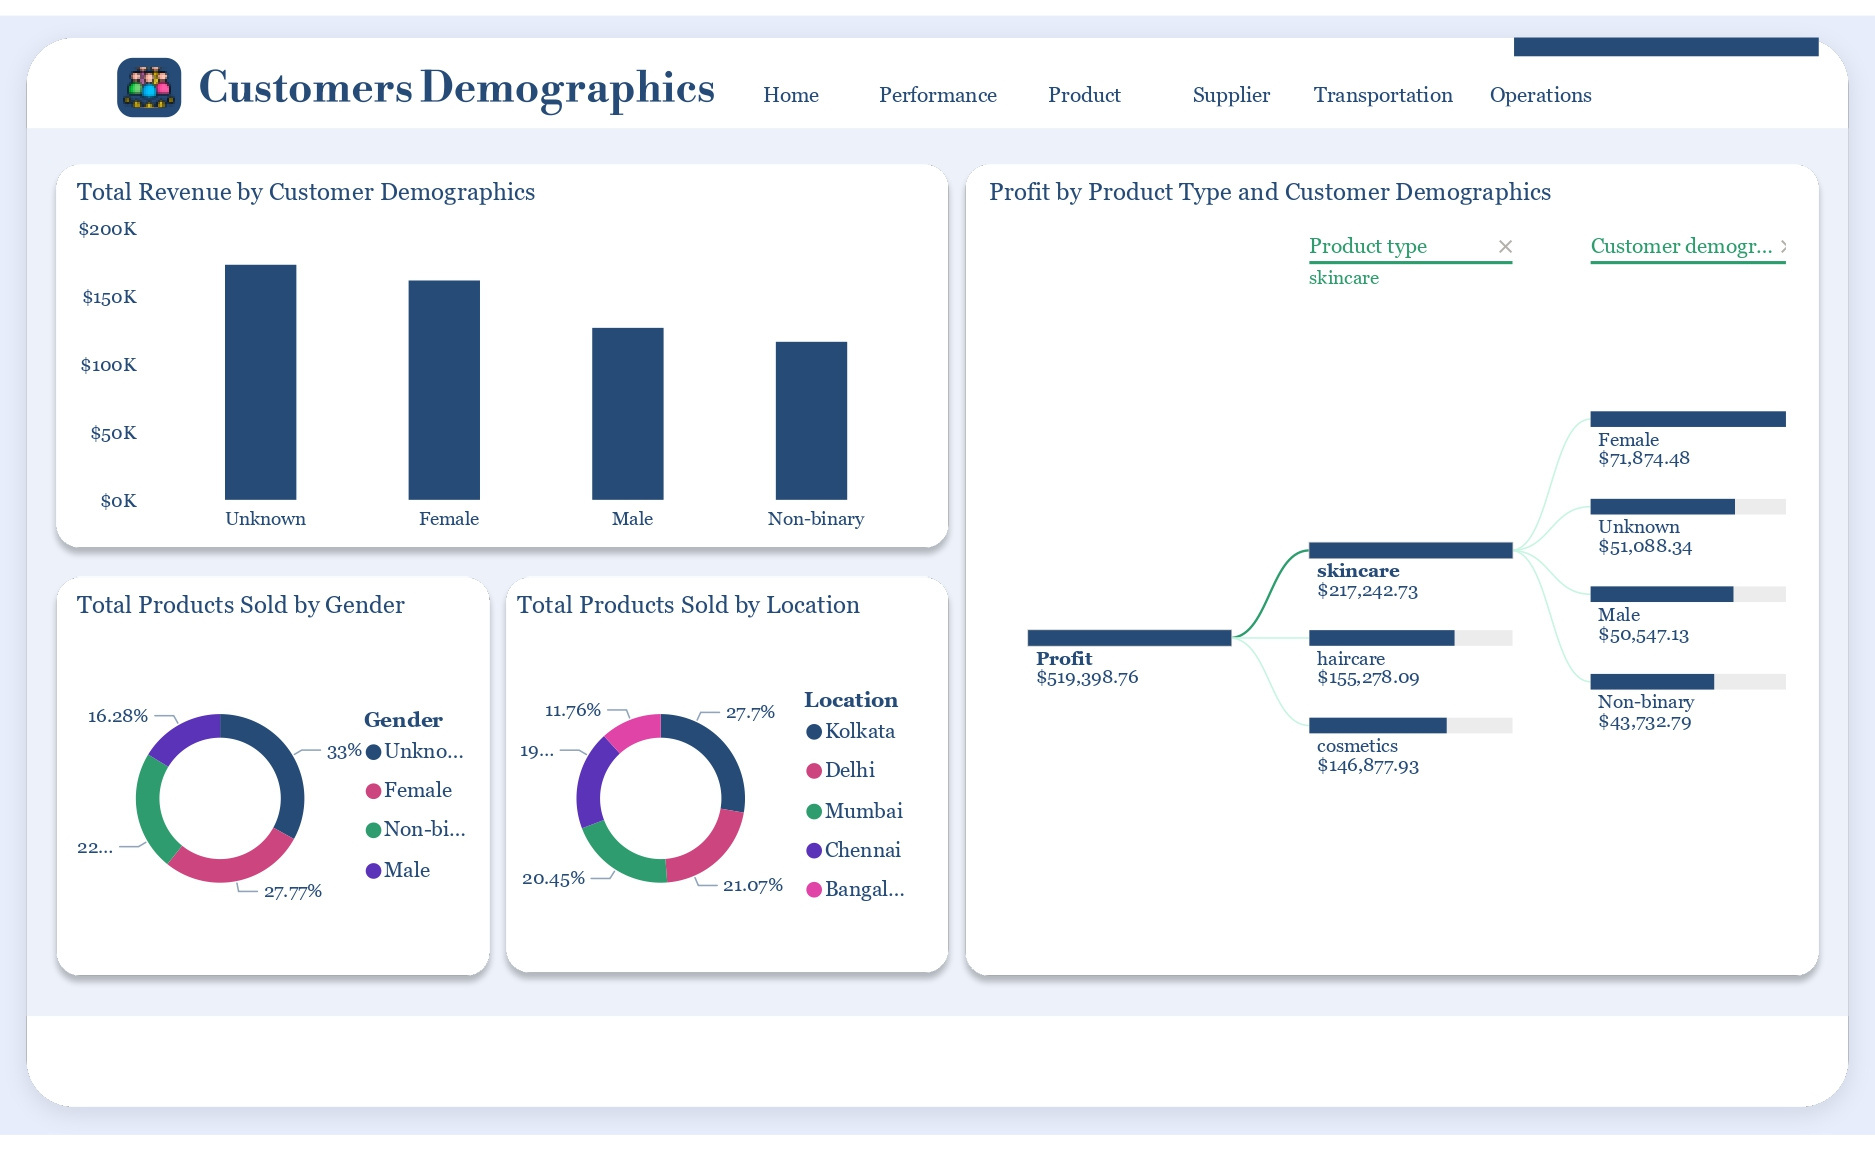 Customers Demographics
Home Performance Product Supplier Transportation Operations
Total Revenue by Customer Demographics
$200K
$150K
$100K
$50K
$0K
Unknown Female Male Non-binary
Total Products Sold by Gender
16.28%
33%
22...
27.77%
Gender
Unkno...
Female
Non-bi...
Male
Total Products Sold by Location
11.76%
27.7%
19...
20.45%
21.07%
Location
Kolkata
Delhi
Mumbai
Chennai
Bangal...
Profit by Product Type and Customer Demographics
Product type
skincare
Customer demogr...
Profit
$519,398.76
skincare
$217,242.73
haircare
$155,278.09
cosmetics
$146,877.93
Female
$71,874.48
Unknown
$51,088.34
Male
$50,547.13
Non-binary
$43,732.79